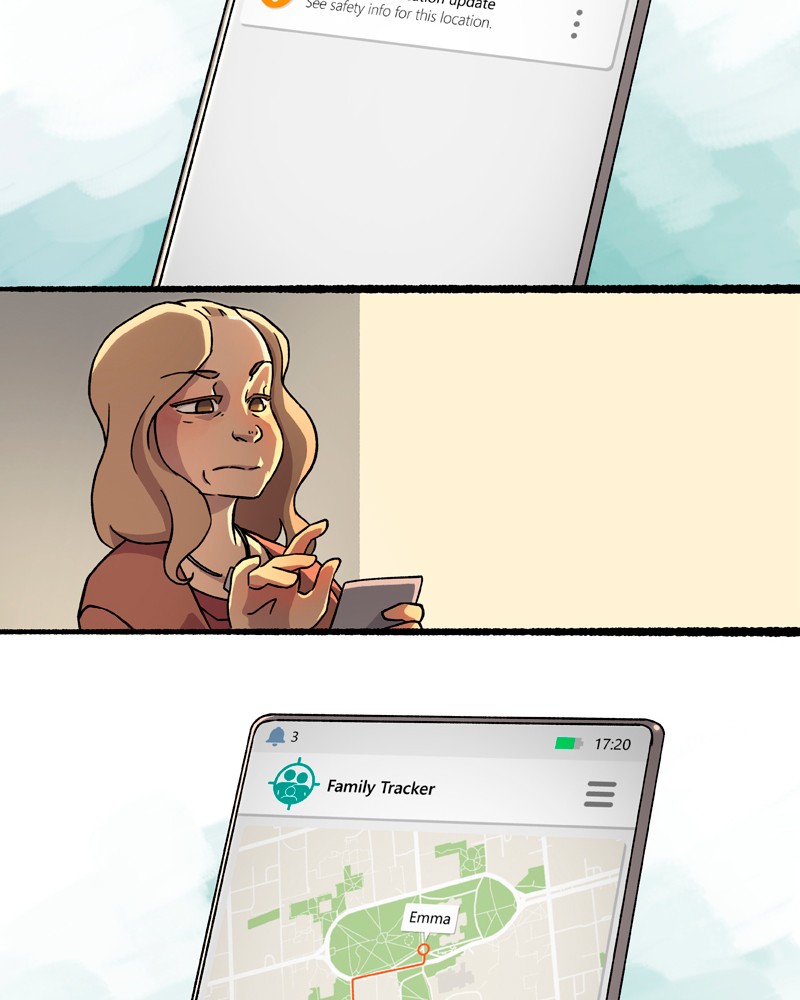 update
See safety info for this location.
3
17:20
Family Tracker
Emma